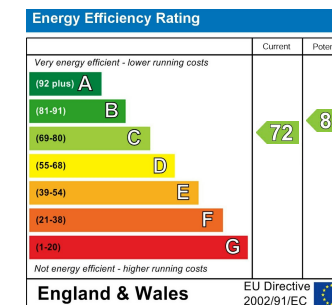 Energy Efficiency Rating
Current
Very energy efficient - lower running costs
(92 plus) A
(81-91) B
(69-80) C
72
(55-68) D
(39-54) E
(21-38) F
(1-20) G
Not energy efficient - higher running costs
England & Wales
EU Directive
2002/91/EC